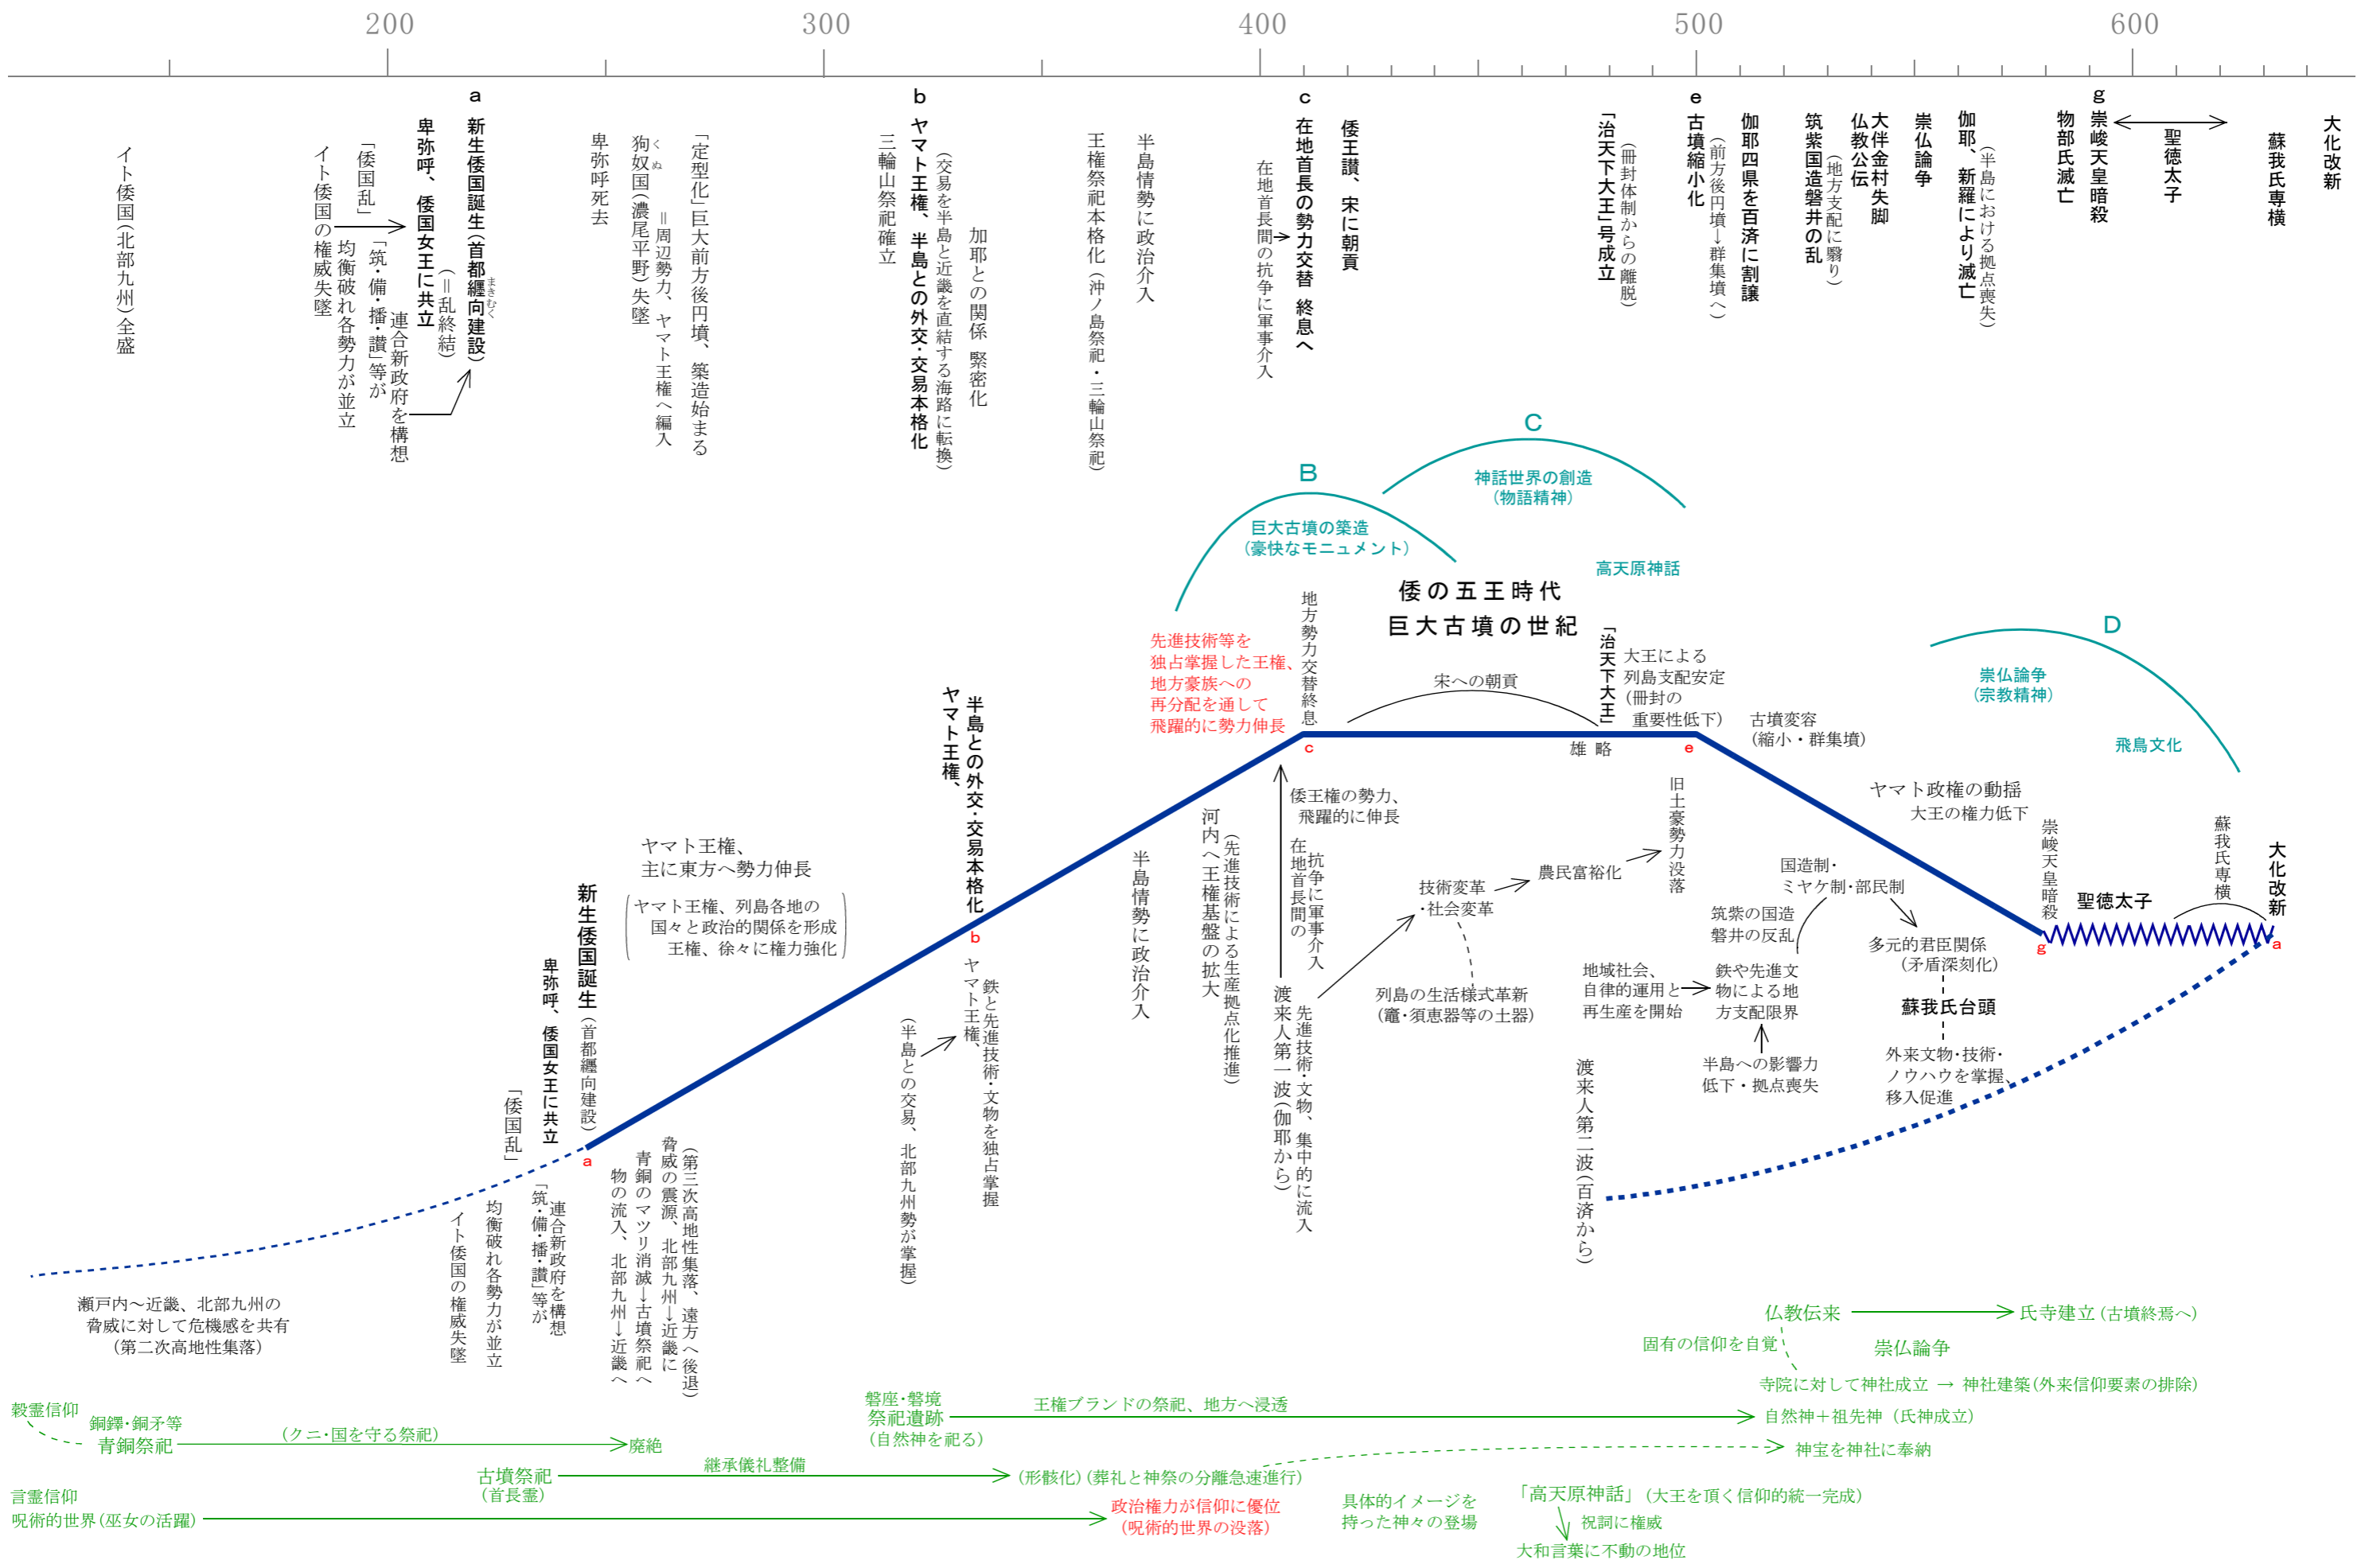 200
300
400
500
600
a
b
c
e
g
イト倭国(北部九州)全盛
イト倭国の権威失墜
「倭国乱」
均衡破れ各勢力が並立
「筑・備・播・讃」等が
連合新政府を構想
卑弥呼、倭国女王に共立
(=乱終結)
新生倭国誕生(首都纒向建設)
まきむく
卑弥呼死去
狗奴国(濃尾平野)失墜
くぬ
=周辺勢力、ヤマト王権へ編入
「定型化」巨大前方後円墳、築造始まる
三輪山祭祀確立
ヤマト王権、半島との外交・交易本格化
(交易を半島と近畿を直結する海路に転換)
加耶との関係 緊密化
王権祭祀本格化(沖ノ島祭祀・三輪山祭祀)
半島情勢に政治介入
在地首長間の抗争に軍事介入
在地首長の勢力交替 終息へ
倭王讃、宋に朝貢
「治天下大王」号成立
(冊封体制からの離脱)
古墳縮小化
(前方後円墳→群集墳へ)
伽耶四県を百済に割譲
筑紫国造磐井の乱
(地方支配に翳り)
仏教公伝
大伴金村失脚
崇仏論争
伽耶、新羅により滅亡
(半島における拠点喪失)
物部氏滅亡
崇峻天皇暗殺
聖徳太子
蘇我氏専横
大化改新
B
巨大古墳の築造
(豪快なモニュメント)
C
神話世界の創造
(物語精神)
高天原神話
D
崇仏論争
(宗教精神)
飛鳥文化
倭の五王時代
巨大古墳の世紀
先進技術等を
独占掌握した王権、
地方豪族への
再分配を通して
飛躍的に勢力伸長
地方勢力交替終息
宋への朝貢
「治天下大王」
大王による
列島支配安定
(冊封の
重要性低下)
雄略
古墳変容
(縮小・群集墳)
c
e
ヤマト王権、
半島との外交・交易本格化
b
ヤマト王権、
鉄と先進技術・文物を独占掌握
(半島との交易、北部九州勢が掌握)
ヤマト王権、
主に東方へ勢力伸長
ヤマト王権、列島各地の
国々と政治的関係を形成
王権、徐々に権力強化
新生倭国誕生(首都纒向建設)
卑弥呼、倭国女王に共立
「倭国乱」
a
「筑・備・播・讃」等が
連合新政府を構想
均衡破れ各勢力が並立
イト倭国の権威失墜
物の流入、北部九州→近畿へ
青銅のマツリ消滅→古墳祭祀へ
脅威の震源、北部九州→近畿に
(第三次高地性集落、遠方へ後退)
瀬戸内～近畿、北部九州の
脅威に対して危機感を共有
(第二次高地性集落)
半島情勢に政治介入
河内へ王権基盤の拡大
(先進技術による生産拠点化推進)
倭王権の勢力、
飛躍的に伸長
在地首長間の
抗争に軍事介入
渡来人第一波(伽耶から)
先進技術・文物、集中的に流入
技術変革
・社会変革
農民富裕化
旧土豪勢力没落
列島の生活様式革新
(竈・須恵器等の土器)
渡来人第二波(百済から)
地域社会、
自律的運用と
再生産を開始
鉄や先進文
物による地
方支配限界
半島への影響力
低下・拠点喪失
筑紫の国造
磐井の反乱
国造制・
ミヤケ制・部民制
多元的君臣関係
(矛盾深刻化)
蘇我氏台頭
外来文物・技術・
ノウハウを掌握、
移入促進
ヤマト政権の動揺
大王の権力低下
崇峻天皇暗殺
聖徳太子
蘇我氏専横
大化改新
g
a
仏教伝来
氏寺建立(古墳終焉へ)
固有の信仰を自覚
崇仏論争
寺院に対して神社成立 → 神社建築(外来信仰要素の排除)
穀霊信仰
銅鐸・銅矛等
青銅祭祀
(クニ・国を守る祭祀)
廃絶
磐座・磐境
祭祀遺跡
(自然神を祀る)
王権ブランドの祭祀、地方へ浸透
自然神＋祖先神(氏神成立)
神宝を神社に奉納
古墳祭祀
(首長霊)
継承儀礼整備
(形骸化)(葬礼と神祭の分離急速進行)
言霊信仰
呪術的世界(巫女の活躍)
政治権力が信仰に優位
(呪術的世界の没落)
具体的イメージを
持った神々の登場
「高天原神話」(大王を頂く信仰的統一完成)
祝詞に権威
大和言葉に不動の地位